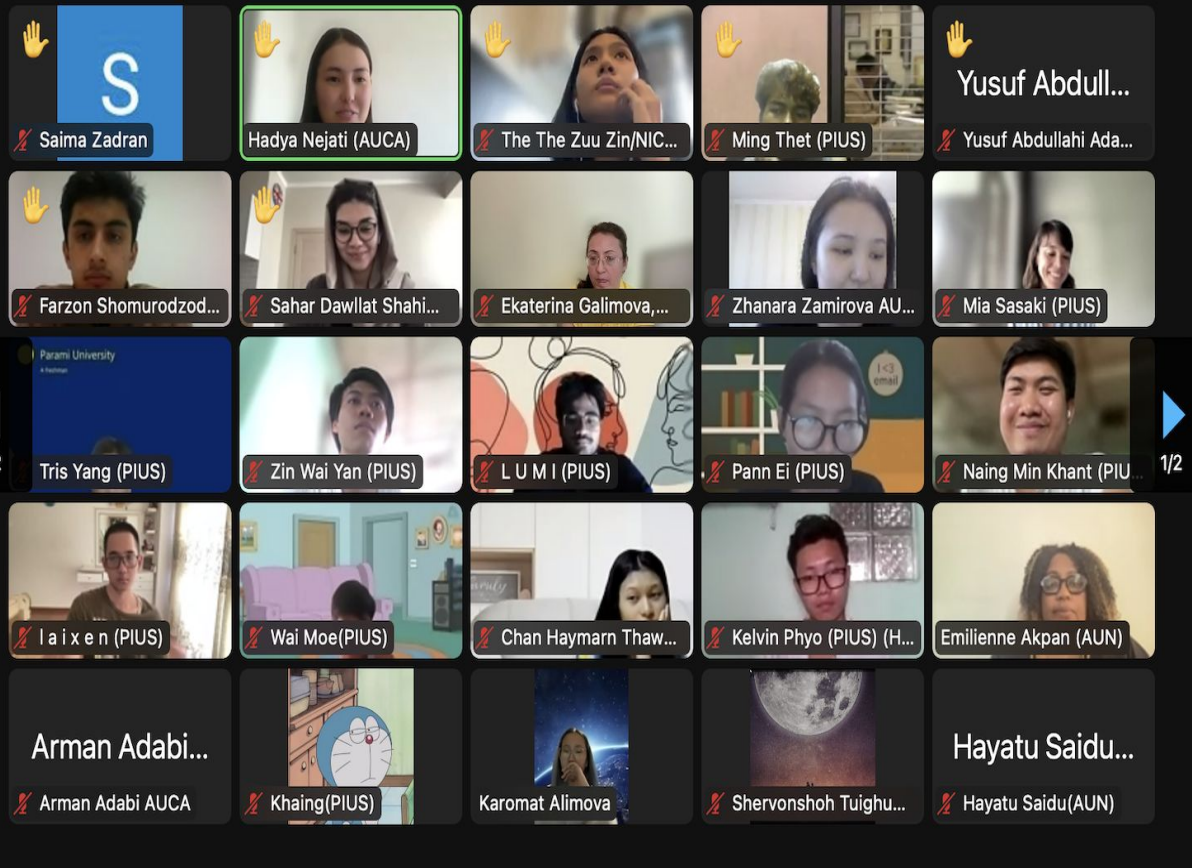 S
Saima Zadran
Hadya Nejati (AUCA)
The The Zuu Zin/NIC...
Ming Thet (PIUS)
Yusuf Abdull...
Yusuf Abdullahi Ada...
Farzon Shomurodzod...
Sahar Dawllat Shahi...
Ekaterina Galimova,...
Zhanara Zamirova AU...
Mia Sasaki (PIUS)
Parami University
A freshman
Tris Yang (PIUS)
Zin Wai Yan (PIUS)
L U M I (PIUS)
I <3
email
Pann Ei (PIUS)
Naing Min Khant (PIU...
1/2
l a i x e n (PIUS)
Wai Moe(PIUS)
Chan Haymarn Thaw...
Kelvin Phyo (PIUS) (H...
Emilienne Akpan (AUN)
Arman Adabi...
Arman Adabi AUCA
Khaing(PIUS)
Karomat Alimova
Shervonshoh Tuighu...
Hayatu Saidu...
Hayatu Saidu(AUN)